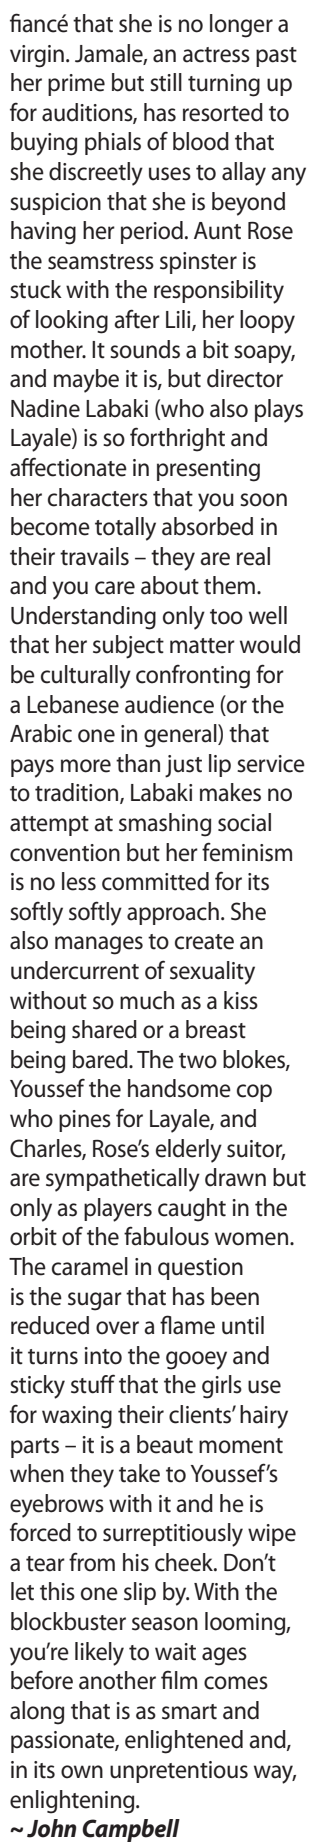 fiancé that she is no longer a
virgin. Jamale, an actress past
her prime but still turning up
for auditions, has resorted to
buying phials of blood that
she discreetly uses to allay any
suspicion that she is beyond
having her period. Aunt Rose
the seamstress spinster is
stuck with the responsibility
of looking after Lili, her loopy
mother. It sounds a bit soapy,
and maybe it is, but director
Nadine Labaki (who also plays
Layale) is so forthright and
affectionate in presenting
her characters that you soon
become totally absorbed in
their travails – they are real
and you care about them.
Understanding only too well
that her subject matter would
be culturally confronting for
a Lebanese audience (or the
Arabic one in general) that
pays more than just lip service
to tradition, Labaki makes no
attempt at smashing social
convention but her feminism
is no less committed for its
softly softly approach. She
also manages to create an
undercurrent of sexuality
without so much as a kiss
being shared or a breast
being bared. The two blokes,
Youssef the handsome cop
who pines for Layale, and
Charles, Rose's elderly suitor,
are sympathetically drawn but
only as players caught in the
orbit of the fabulous women.
The caramel in question
is the sugar that has been
reduced over a flame until
it turns into the gooey and
sticky stuff that the girls use
for waxing their clients' hairy
parts – it is a beaut moment
when they take to Youssef's
eyebrows with it and he is
forced to surreptitiously wipe
a tear from his cheek. Don't
let this one slip by. With the
blockbuster season looming,
you're likely to wait ages
before another film comes
along that is as smart and
passionate, enlightened and,
in its own unpretentious way,
enlightening.
~ John Campbell